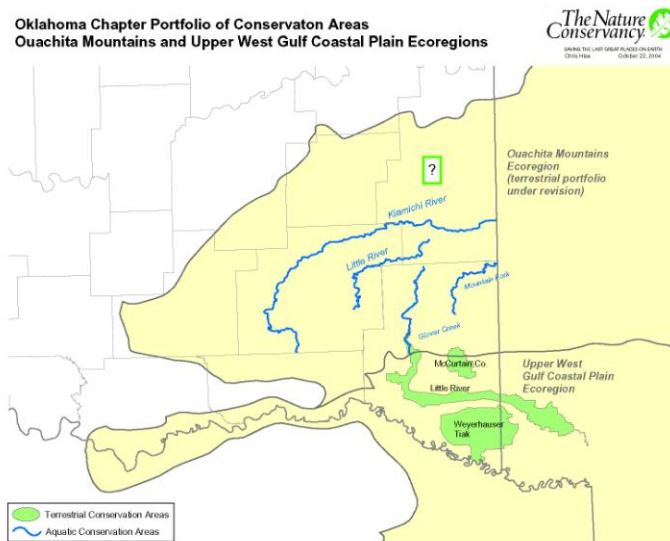 Oklahoma Chapter Portfolio of Conservaton Areas
Ouachita Mountains and Upper West Gulf Coastal Plain Ecoregions
The Nature
Conservancy
SAVING THE LAST GREAT PLACES ON EARTH
Chris Hise October 22, 2004
Ouachita Mountains
Ecoregion
(terrestrial portfolio
under revision)
?
Kiamichi River
Little River
Mountain Fork
Glover Creek
McCurtain Co.
Upper West
Gulf Coastal Plain
Ecoregion
Little River
Weyerhauser
Trak
Terrestrial Conservation Areas
Aquatic Conservation Areas